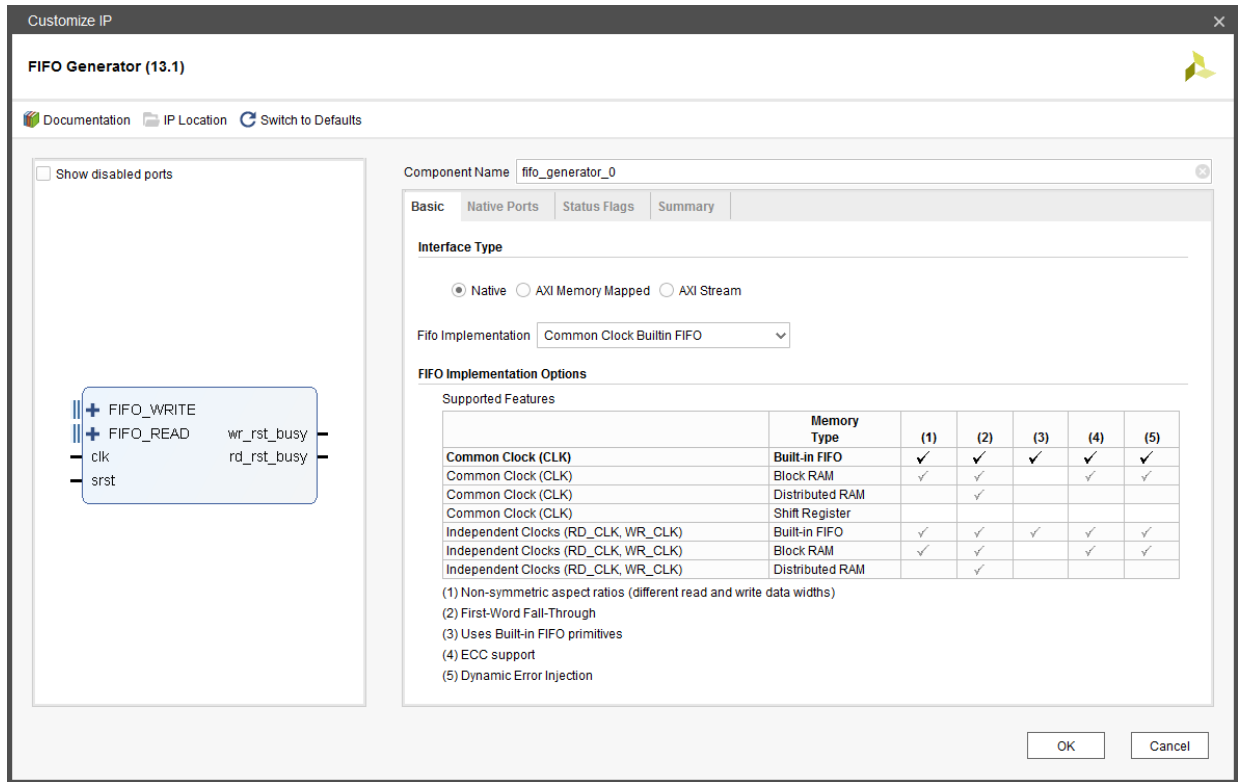 Customize IP
FIFO Generator (13.1)
Documentation IP Location Switch to Defaults
Show disabled ports
FIFO_WRITE
FIFO_READ wr_rst_busy
clk rd_rst_busy
srst
Component Name fifo_generator_0
Basic Native Ports Status Flags Summary
Interface Type
Native AXI Memory Mapped AXI Stream
Fifo Implementation Common Clock Builtin FIFO
FIFO Implementation Options
Supported Features
Memory Type (1) (2) (3) (4) (5)
Common Clock (CLK) Built-in FIFO ✓ ✓ ✓ ✓ ✓
Common Clock (CLK) Block RAM ✓ ✓ ✓ ✓
Common Clock (CLK) Distributed RAM ✓
Common Clock (CLK) Shift Register
Independent Clocks (RD_CLK, WR_CLK) Built-in FIFO ✓ ✓ ✓ ✓ ✓
Independent Clocks (RD_CLK, WR_CLK) Block RAM ✓ ✓ ✓ ✓
Independent Clocks (RD_CLK, WR_CLK) Distributed RAM ✓
(1) Non-symmetric aspect ratios (different read and write data widths)
(2) First-Word Fall-Through
(3) Uses Built-in FIFO primitives
(4) ECC support
(5) Dynamic Error Injection
OK Cancel